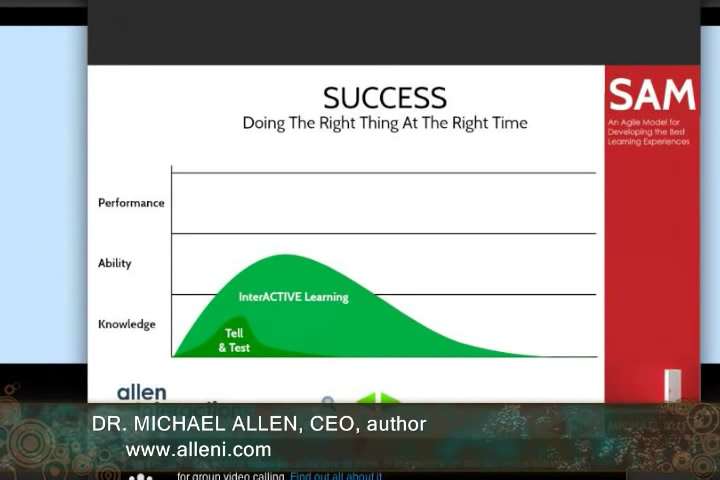 SUCCESS
Doing The Right Thing At The Right Time
SAM
An Agile Model for
Developing the Best
Learning Experiences
Performance
Ability
Knowledge
InterACTIVE Learning
Tell
& Test
allen
DR. MICHAEL ALLEN, CEO, author
www.alleni.com
for group video calling. Find out all about it